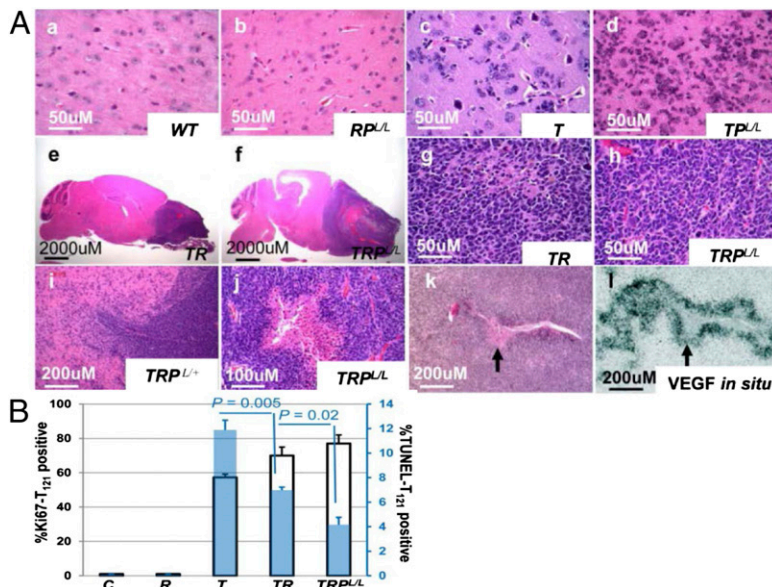 A
a
b
c
d
50uM
50uM
50uM
50uM
WT
RP^L/L
T
TP^L/L
e
f
g
h
2000uM
2000uM
50uM
50uM
TR
TRP^L/L
TR
TRP^L/L
i
j
k
l
200uM
100uM
200uM
200uM
TRP^L/+
TRP^L/L
VEGF in situ
B
100
80
60
40
20
0
%Ki67-T₁₂₁ positive
P = 0.005
P = 0.02
14
12
10
8
6
4
2
0
%TUNEL-T₁₂₁ positive
C
R
T
TR
TRP^L/L